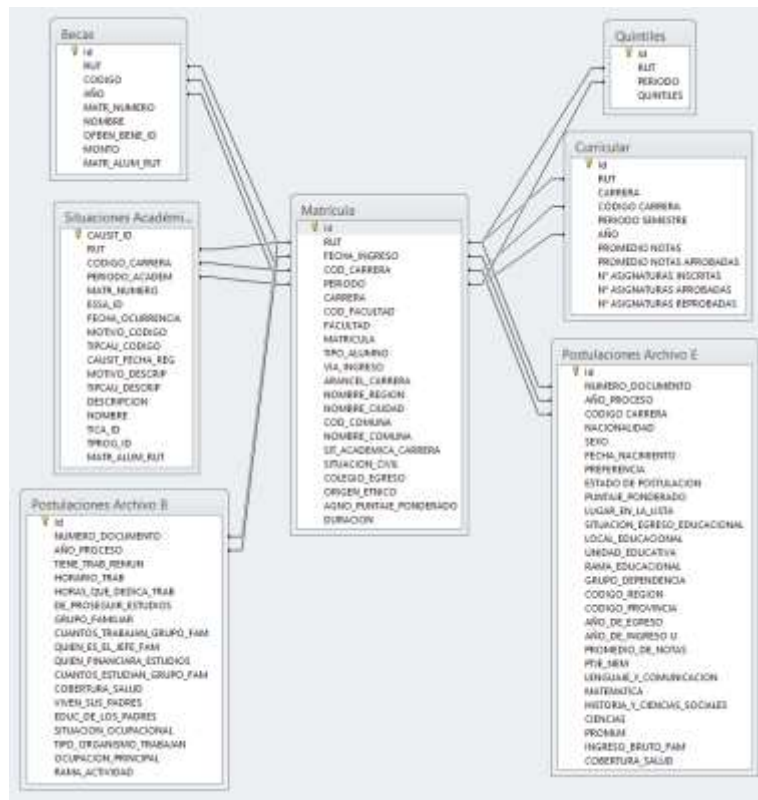 Becas
Id
RUT
CODIGO
AÑO
MATR_NUMERO
NOMBRE
OFBEN_BENE_ID
MONTO
MATR_ALUM_RUT
Situaciones Académi...
CAUSIT_ID
RUT
CODIGO_CARRERA
PERIODO_ACADEM
MATR_NUMERO
ESSA_ID
FECHA_OCURRENCIA
MOTIVO_CODIGO
TIPCAU_CODIGO
CAUSIT_FECHA_REG
MOTIVO_DESCRIP
TIPCAU_DESCRIP
DESCRIPCION
NOMBRE
TICA_ID
TPROG_ID
MATR_ALUM_RUT
Postulaciones Archivo B
Id
NUMERO_DOCUMENTO
AÑO_PROCESO
TIENE_TRAB_REMUN
HORARIO_TRAB
HORAS_QUE_DEDICA_TRAB
DE_PROSEGUIR_ESTUDIOS
GRUPO_FAMILIAR
CUANTOS_TRABAJAN_GRUPO_FAM
QUIEN_ES_EL_JEFE_FAM
QUIEN_FINANCIARA_ESTUDIOS
CUANTOS_ESTUDIAN_GRUPO_FAM
COBERTURA_SALUD
VIVEN_SUS_PADRES
EDUC_DE_LOS_PADRES
SITUACION_OCUPACIONAL
TIPO_ORGANISMO_TRABAJAN
OCUPACION_PRINCIPAL
RAMA_ACTIVIDAD
Matrícula
Id
RUT
FECHA_INGRESO
COD_CARRERA
PERIODO
CARRERA
COD_FACULTAD
FACULTAD
MATRICULA
TIPO_ALUMNO
VIA_INGRESO
ARANCEL_CARRERA
NOMBRE_REGION
NOMBRE_CIUDAD
COD_COMUNA
NOMBRE_COMUNA
SIT_ACADEMICA_CARRERA
SITUACION_CIVIL
COLEGIO_EGRESO
ORIGEN_ETNICO
AGNO_PUNTAJE_PONDERADO
DURACION
Quintiles
Id
RUT
PERIODO
QUINTILES
Curricular
Id
RUT
CARRERA
CODIGO CARRERA
PERIODO SEMESTRE
AÑO
PROMEDIO NOTAS
PROMEDIO NOTAS APROBADAS
N° ASIGNATURAS INSCRITAS
N° ASIGNATURAS APROBADAS
N° ASIGNATURAS REPROBADAS
Postulaciones Archivo E
Id
NUMERO_DOCUMENTO
AÑO_PROCESO
CODIGO CARRERA
NACIONALIDAD
SEXO
FECHA_NACIMIENTO
PREFERENCIA
ESTADO DE POSTULACION
PUNTAJE_PONDERADO
LUGAR_EN_LA_LISTA
SITUACION_EGRESO_EDUCACIONAL
LOCAL_EDUCACIONAL
UNIDAD_EDUCATIVA
RAMA_EDUCACIONAL
GRUPO_DEPENDENCIA
CODIGO_REGION
CODIGO_PROVINCIA
AÑO_DE_EGRESO
AÑO_DE_INGRESO U
PROMEDIO_DE_NOTAS
PTJE_NEM
LENGUAJE_Y_COMUNICACION
MATEMATICA
HISTORIA_Y_CIENCIAS_SOCIALES
CIENCIAS
PROMLM
INGRESO_BRUTO_FAM
COBERTURA_SALUD